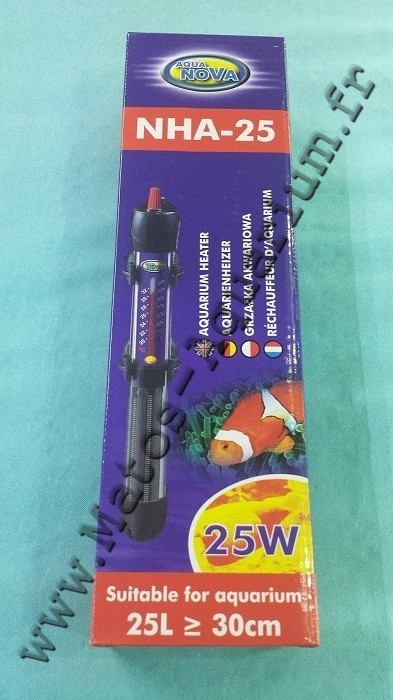 AQUA
NOVA
NHA-25
AQUARIUM HEATER
AQUARIENHEIZER
GRZAŁKA AKWARIOWA
RÉCHAUFFEUR D'AQUARIUM
25W
Suitable for aquarium
25L ≥ 30cm
www.Matos-Aquarium.fr